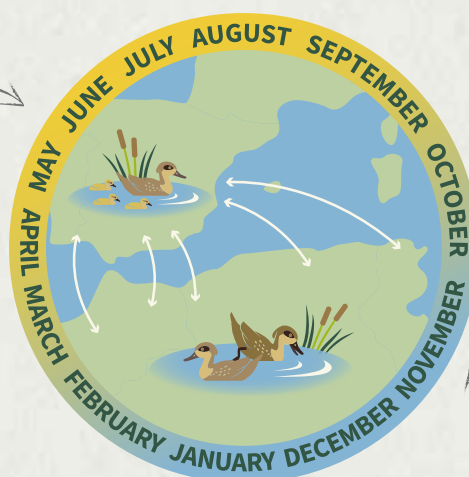 JANUARY
FEBRUARY
MARCH
APRIL
MAY
JUNE
JULY
AUGUST
SEPTEMBER
OCTOBER
NOVEMBER
DECEMBER